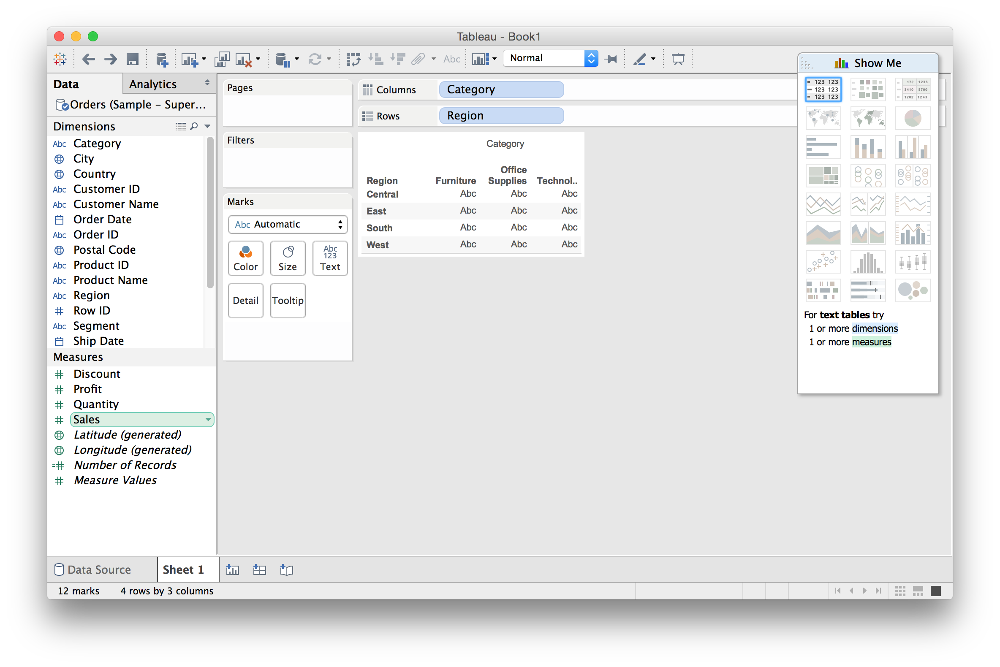 Tableau - Book1
Abc
Normal
Show Me
Data
Analytics
Orders (Sample – Super...
Dimensions
Abc Category
City
Country
Abc Customer ID
Abc Customer Name
Order Date
Abc Order ID
Postal Code
Abc Product ID
Abc Product Name
Abc Region
Row ID
Abc Segment
Ship Date
Measures
Discount
Profit
Quantity
Sales
Latitude (generated)
Longitude (generated)
Number of Records
Measure Values
Pages
Filters
Marks
Abc Automatic
Color
Size
Abc
123
Text
Detail
Tooltip
Columns
Category
Rows
Region
Category
Region Furniture Office Supplies Technol..
Central Abc Abc Abc
East Abc Abc Abc
South Abc Abc Abc
West Abc Abc Abc
123 123
123 123
123 123
172 1233
3410 5700
1202 1243
For text tables try
1 or more dimensions
1 or more measures
Data Source
Sheet 1
12 marks
4 rows by 3 columns